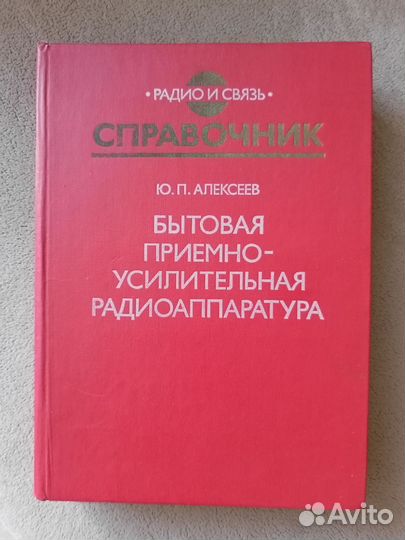 • РАДИО И СВЯЗЬ •
СПРАВОЧНИК
Ю. П. АЛЕКСЕЕВ
БЫТОВАЯ
ПРИЕМНО-
УСИЛИТЕЛЬНАЯ
РАДИОАППАРАТУРА
Avito